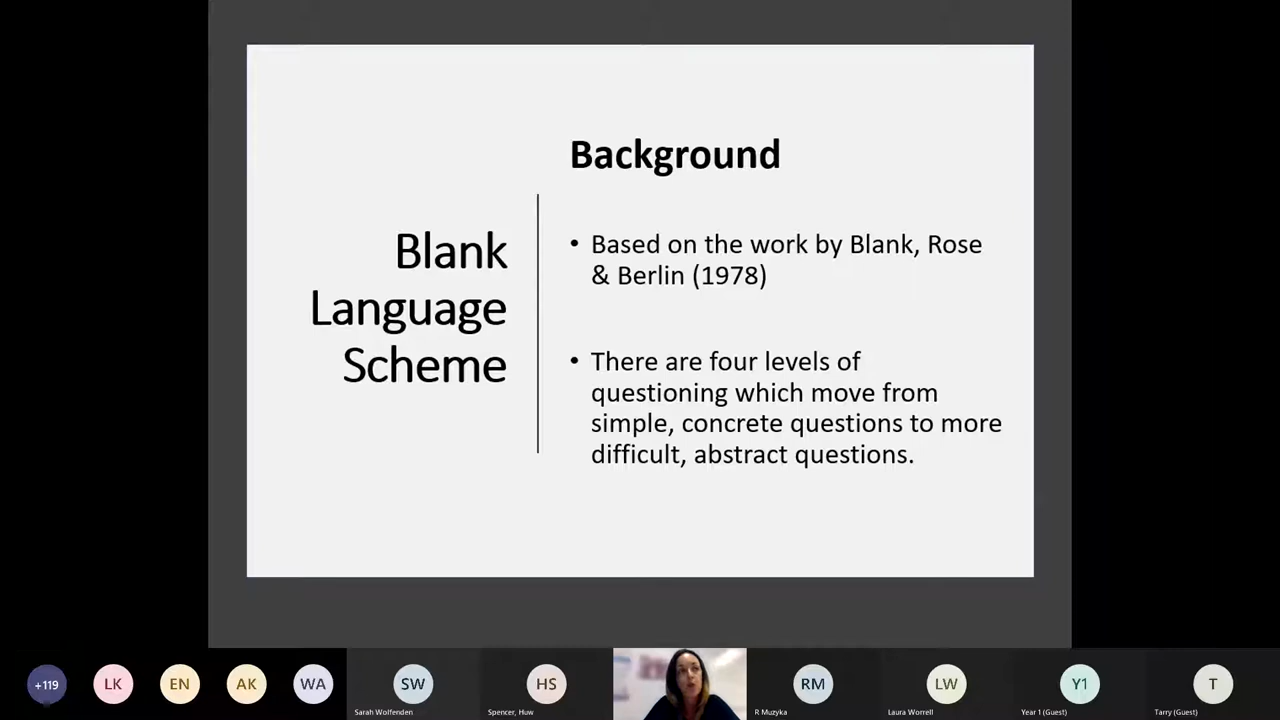 Background
Blank
Language
Scheme
• Based on the work by Blank, Rose
& Berlin (1978)
• There are four levels of
questioning which move from
simple, concrete questions to more
difficult, abstract questions.
+119
LK
EN
AK
WA
SW
Sarah Wolfenden
HS
Spencer, Huw
RM
R Muzyka
LW
Laura Worrell
Y1
Year 1 (Guest)
T
Tarry (Guest)